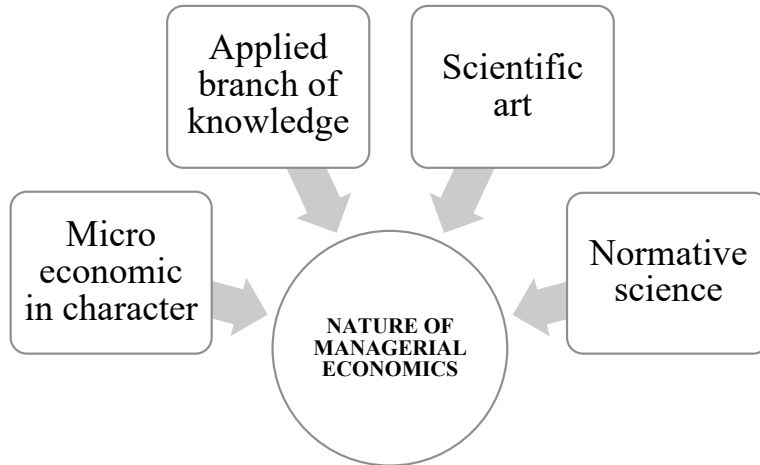 Applied
branch of
knowledge
Scientific
art
Micro
economic
in character
Normative
science
NATURE OF
MANAGERIAL
ECONOMICS